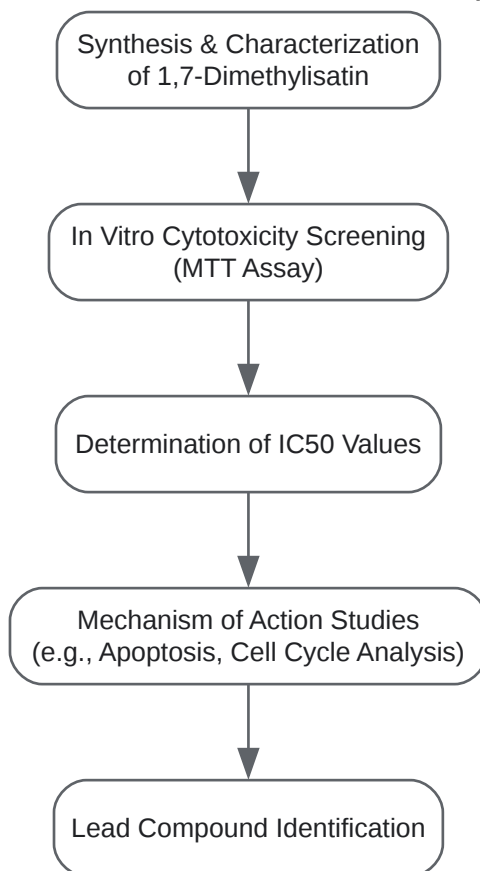 Synthesis & Characterization
of 1,7-Dimethylisatin
In Vitro Cytotoxicity Screening
(MTT Assay)
Determination of IC50 Values
Mechanism of Action Studies
(e.g., Apoptosis, Cell Cycle Analysis)
Lead Compound Identification